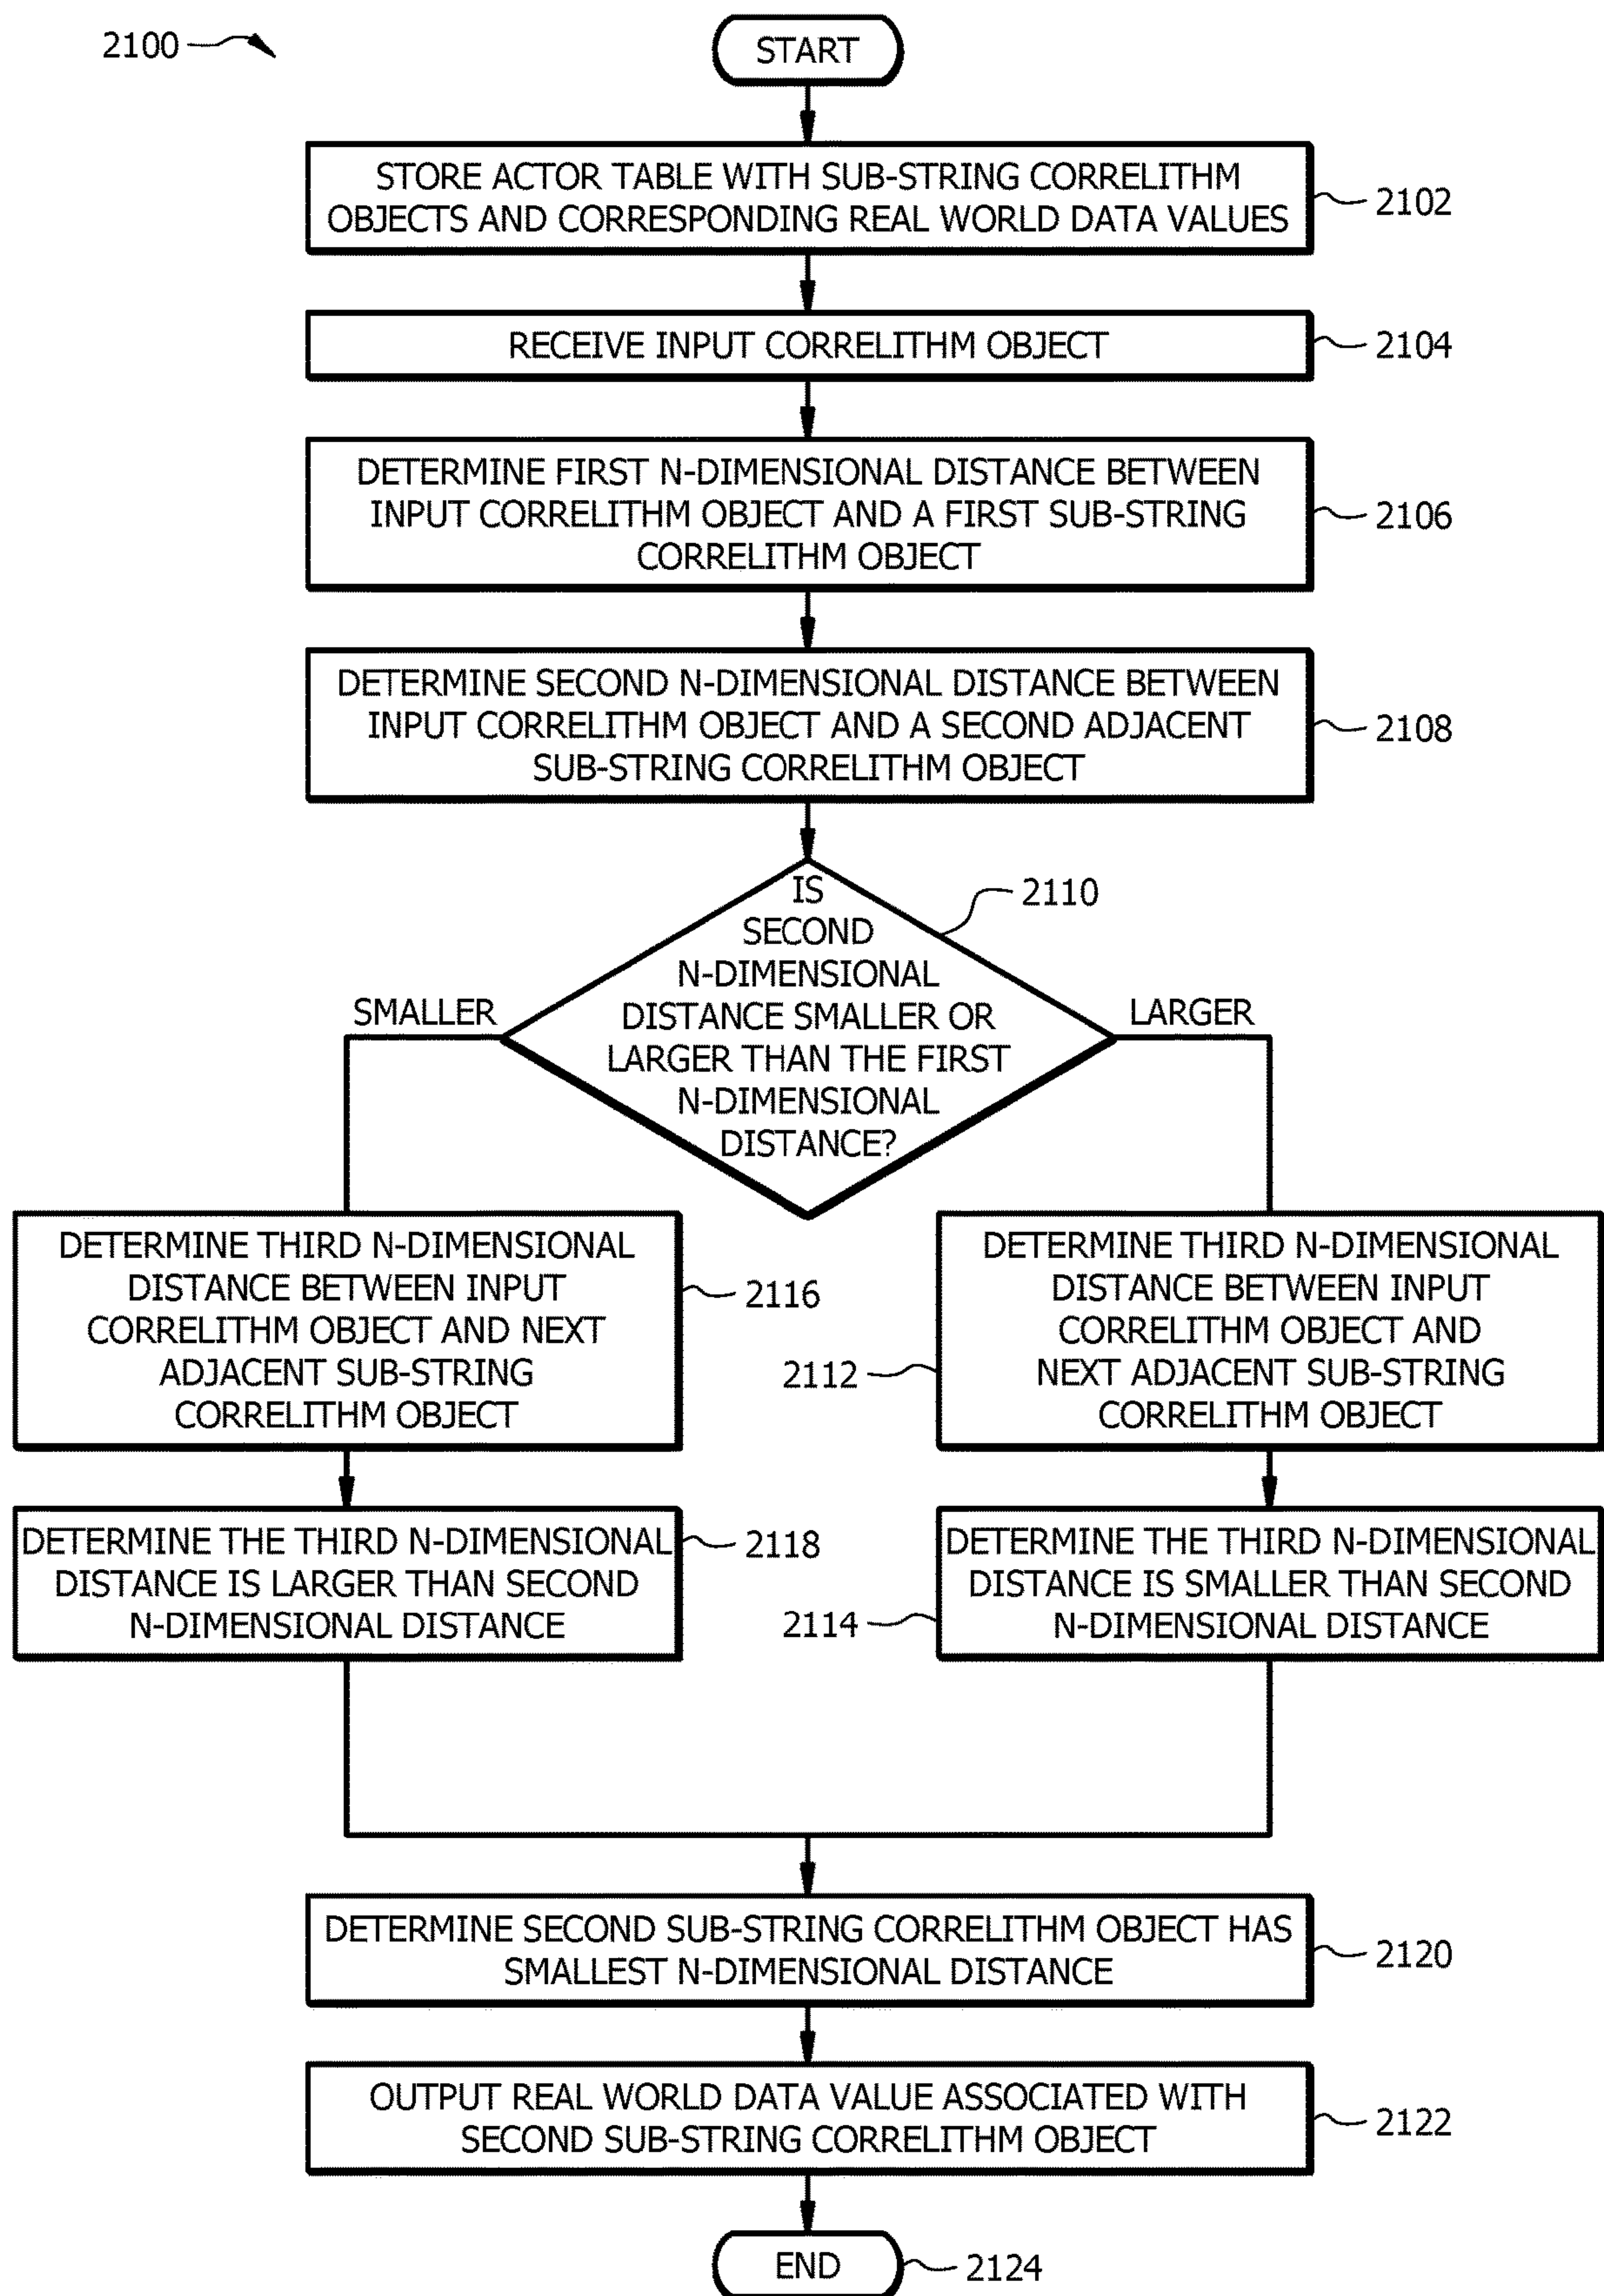 2100
START
STORE ACTOR TABLE WITH SUB-STRING CORRELITHM
OBJECTS AND CORRESPONDING REAL WORLD DATA VALUES
2102
RECEIVE INPUT CORRELITHM OBJECT
2104
DETERMINE FIRST N-DIMENSIONAL DISTANCE BETWEEN
INPUT CORRELITHM OBJECT AND A FIRST SUB-STRING
CORRELITHM OBJECT
2106
DETERMINE SECOND N-DIMENSIONAL DISTANCE BETWEEN
INPUT CORRELITHM OBJECT AND A SECOND ADJACENT
SUB-STRING CORRELITHM OBJECT
2108
IS
SECOND
N-DIMENSIONAL
DISTANCE SMALLER OR
LARGER THAN THE FIRST
N-DIMENSIONAL
DISTANCE?
2110
SMALLER
LARGER
DETERMINE THIRD N-DIMENSIONAL
DISTANCE BETWEEN INPUT
CORRELITHM OBJECT AND NEXT
ADJACENT SUB-STRING
CORRELITHM OBJECT
2116
DETERMINE THIRD N-DIMENSIONAL
DISTANCE BETWEEN INPUT
CORRELITHM OBJECT AND
NEXT ADJACENT SUB-STRING
CORRELITHM OBJECT
2112
DETERMINE THE THIRD N-DIMENSIONAL
DISTANCE IS LARGER THAN SECOND
N-DIMENSIONAL DISTANCE
2118
DETERMINE THE THIRD N-DIMENSIONAL
DISTANCE IS SMALLER THAN SECOND
N-DIMENSIONAL DISTANCE
2114
DETERMINE SECOND SUB-STRING CORRELITHM OBJECT HAS
SMALLEST N-DIMENSIONAL DISTANCE
2120
OUTPUT REAL WORLD DATA VALUE ASSOCIATED WITH
SECOND SUB-STRING CORRELITHM OBJECT
2122
END
2124